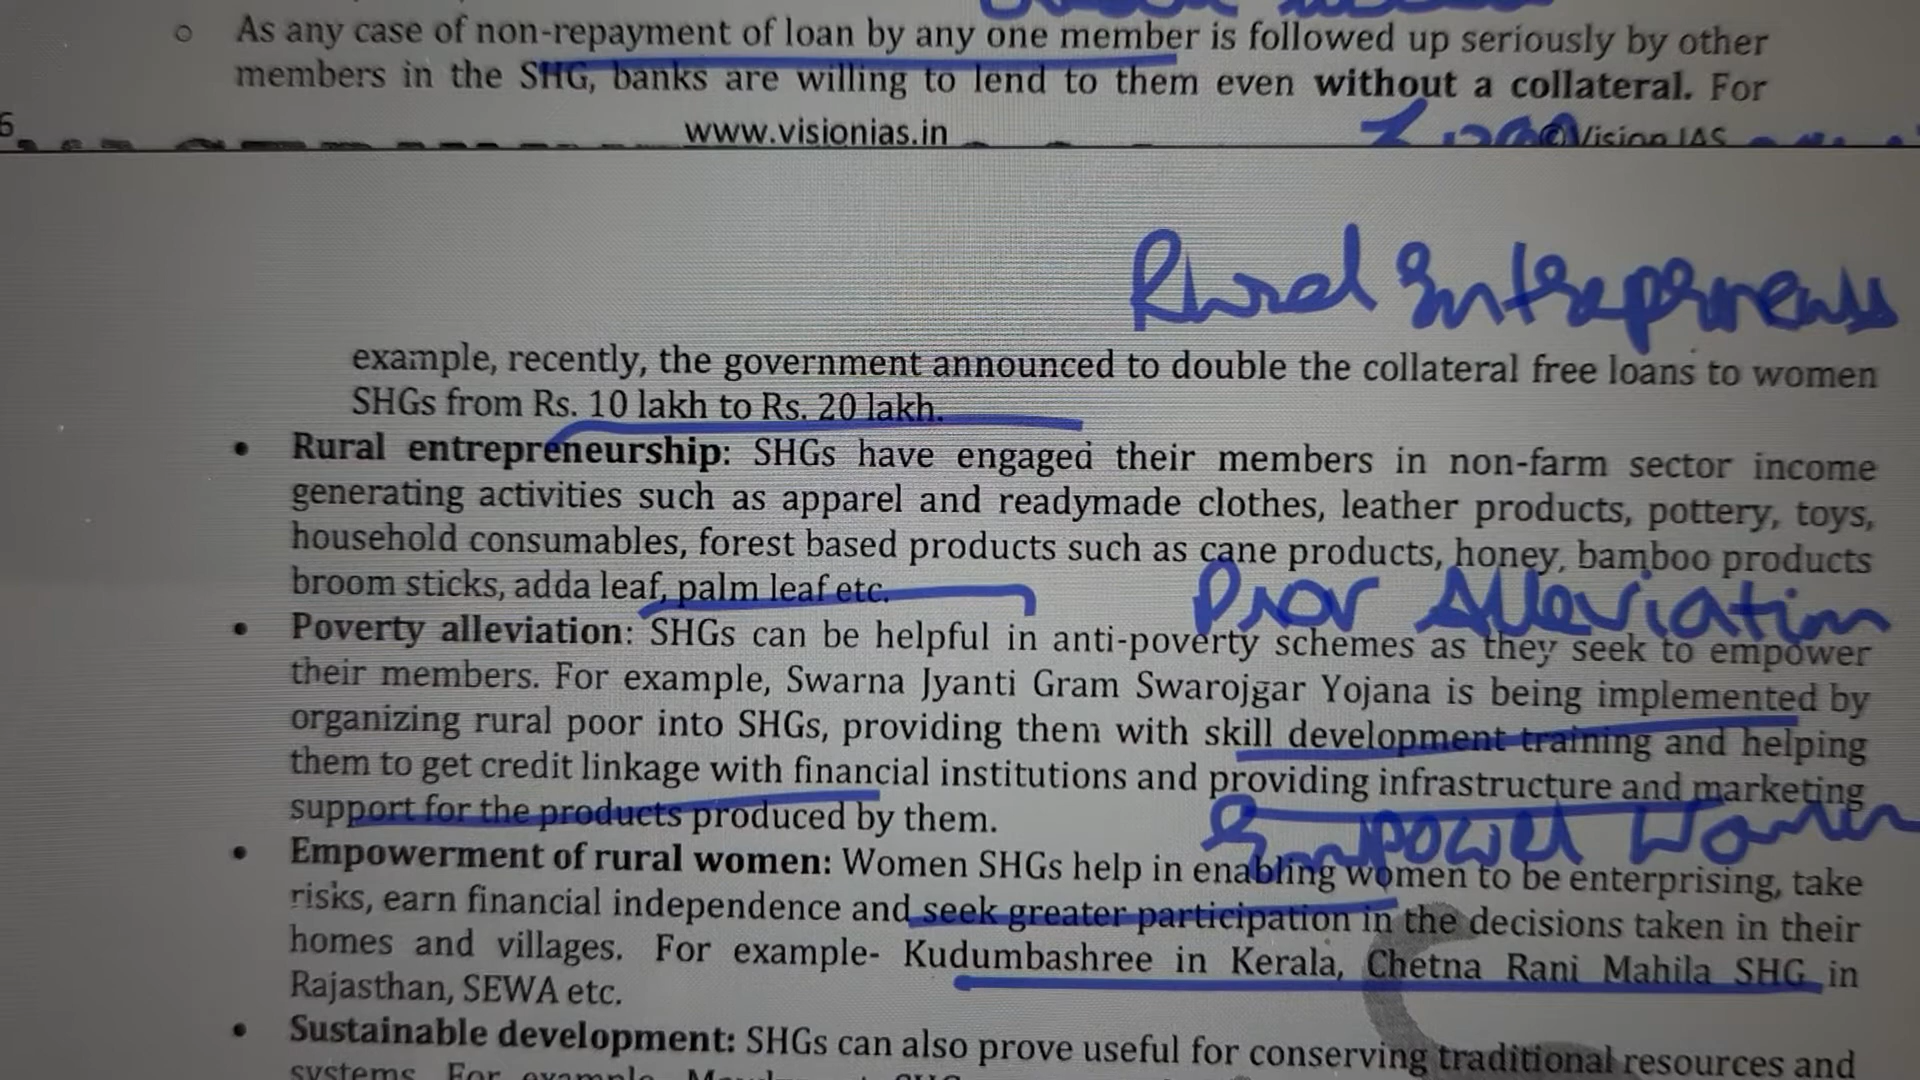 As any case of non-repayment of loan by any one member is followed up seriously by other
members in the SHG, banks are willing to lend to them even without a collateral. For
6
www.visionias.in
©Vision IAS
Loan
Rural Entrepreneurs
example, recently, the government announced to double the collateral free loans to women
SHGs from Rs. 10 lakh to Rs. 20 lakh.
• Rural entrepreneurship: SHGs have engaged their members in non-farm sector income
generating activities such as apparel and readymade clothes, leather products, pottery, toys,
household consumables, forest based products such as cane products, honey, bamboo products
broom sticks, adda leaf, palm leaf etc.
Poor Alleviation
• Poverty alleviation: SHGs can be helpful in anti-poverty schemes as they seek to empower
their members. For example, Swarna Jyanti Gram Swarojgar Yojana is being implemented by
organizing rural poor into SHGs, providing them with skill development training and helping
them to get credit linkage with financial institutions and providing infrastructure and marketing
support for the products produced by them.
Empower Women
• Empowerment of rural women: Women SHGs help in enabling women to be enterprising, take
risks, earn financial independence and seek greater participation in the decisions taken in their
homes and villages. For example- Kudumbashree in Kerala, Chetna Rani Mahila SHG in
Rajasthan, SEWA etc.
• Sustainable development: SHGs can also prove useful for conserving traditional resources and
systems. For example,